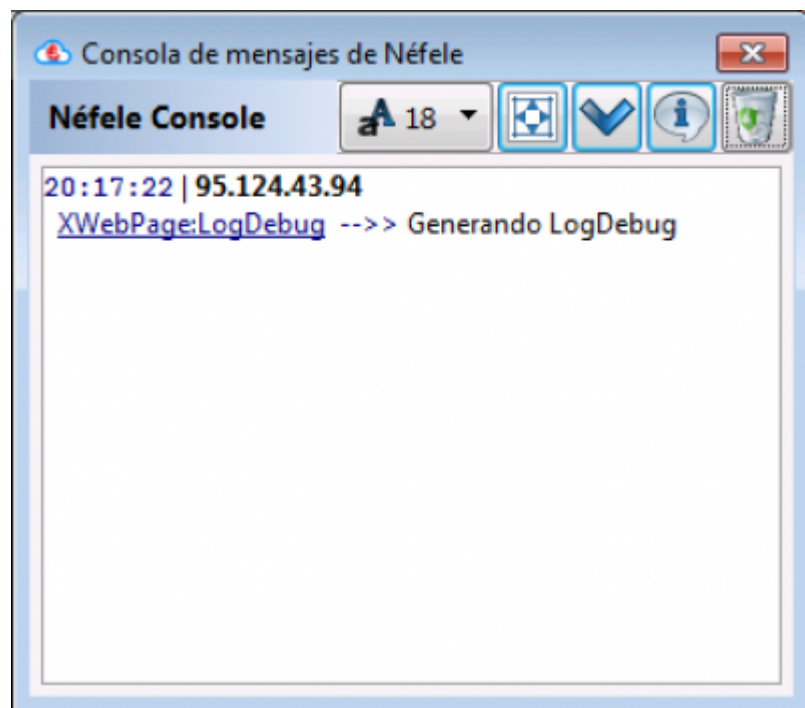 Consola de mensajes de Néfele
Néfele Console
aA 18
20:17:22 | 95.124.43.94
XWebPage:LogDebug -->> Generando LogDebug